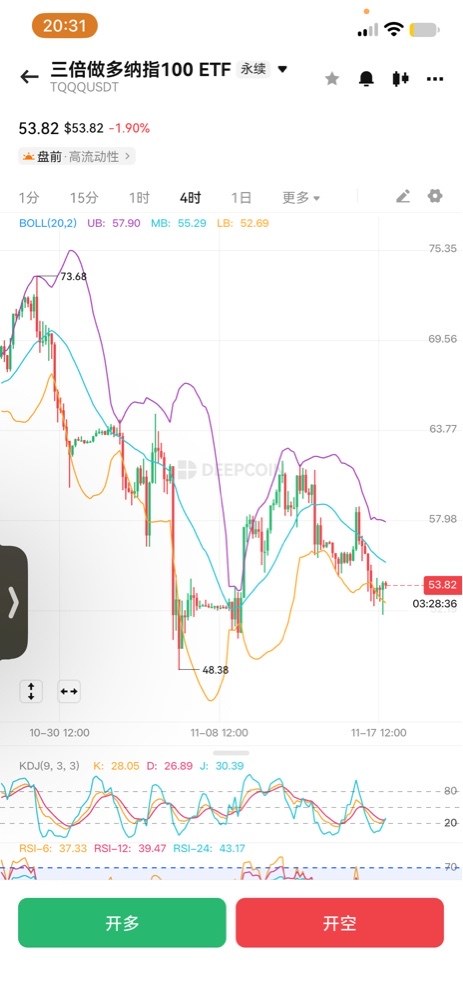 20:31
三倍做多纳指100 ETF 永续
TQQQUSDT
53.82 $53.82 -1.90%
盘前·高流动性
1分 15分 1时 4时 1日 更多
BOLL(20,2) UB: 57.90 MB: 55.29 LB: 52.69
75.35
73.68
69.56
63.77
DEEPCOIN
57.98
53.82
03:28:36
48.38
10-30 12:00 11-08 12:00 11-17 12:00
KDJ(9, 3, 3) K: 28.05 D: 26.89 J: 30.39
80
20
RSI-6: 37.33 RSI-12: 39.47 RSI-24: 43.17
70
开多 开空